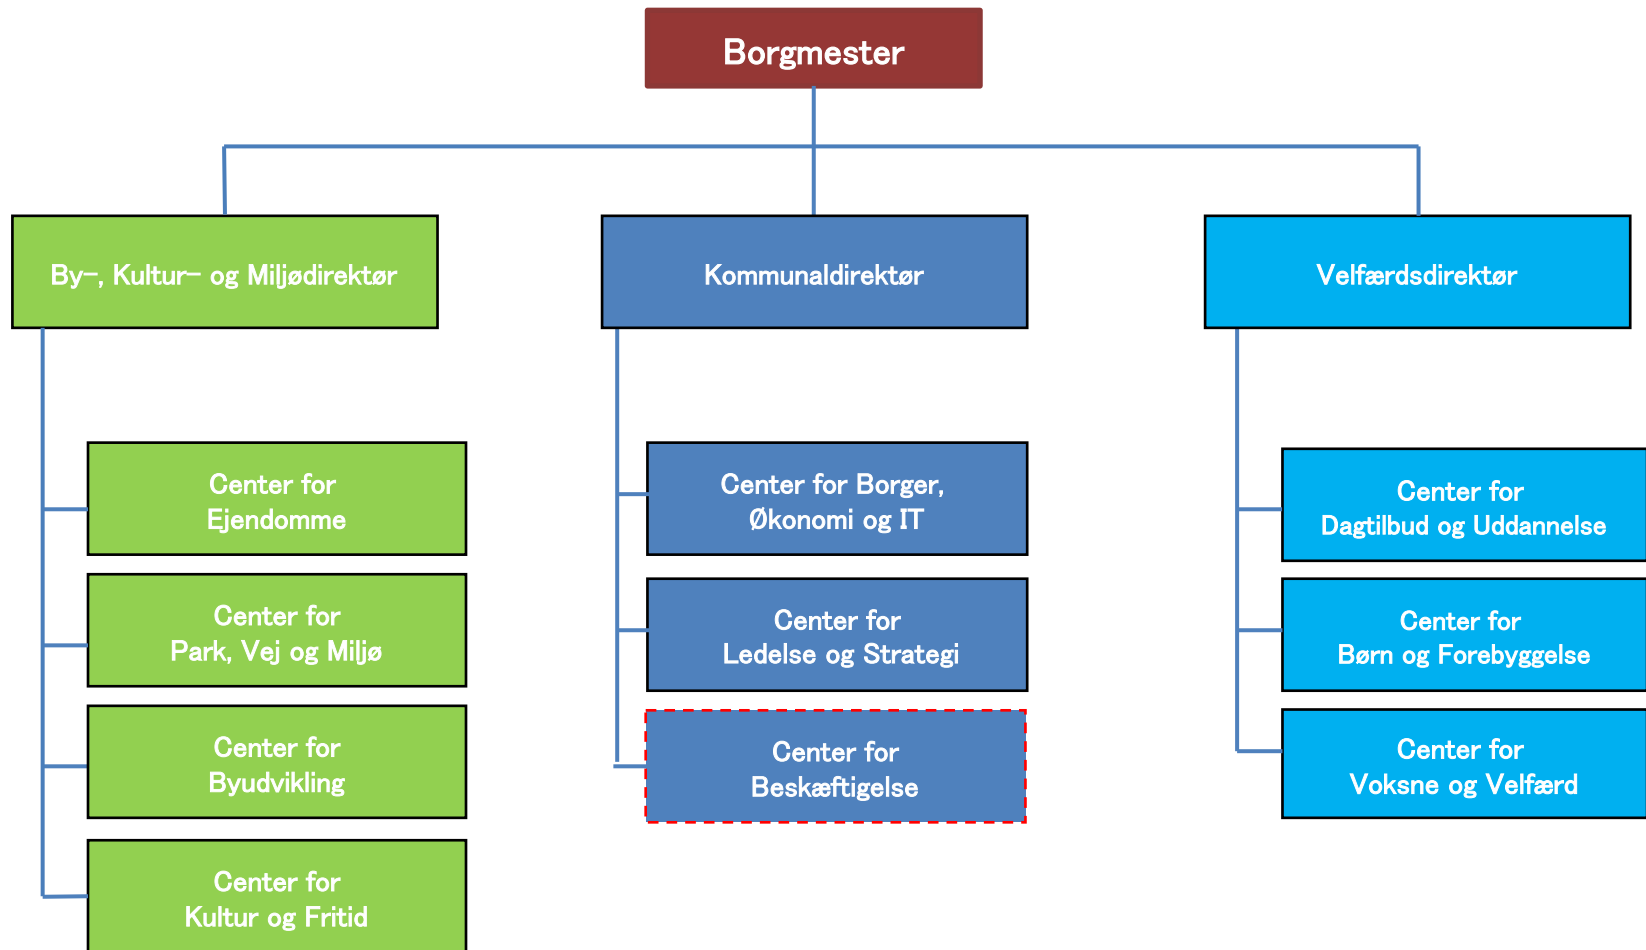 Borgmester
By-, Kultur- og Miljødirektør
Kommunaldirektør
Velfærdsdirektør
Center for
Ejendomme
Center for
Park, Vej og Miljø
Center for
Byudvikling
Center for
Kultur og Fritid
Center for Borger,
Økonomi og IT
Center for
Ledelse og Strategi
Center for
Beskæftigelse
Center for
Dagtilbud og Uddannelse
Center for
Børn og Forebyggelse
Center for
Voksne og Velfærd